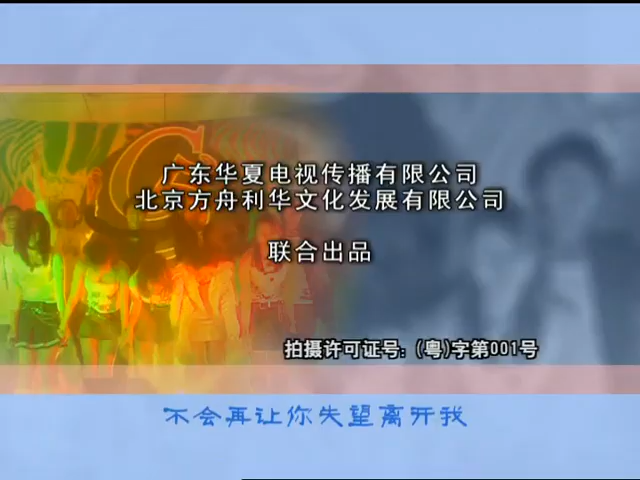 广东华夏电视传播有限公司
北京方舟利华文化发展有限公司
联合出品
拍摄许可证号:(粤)字第001号
不会再让你失望离开我